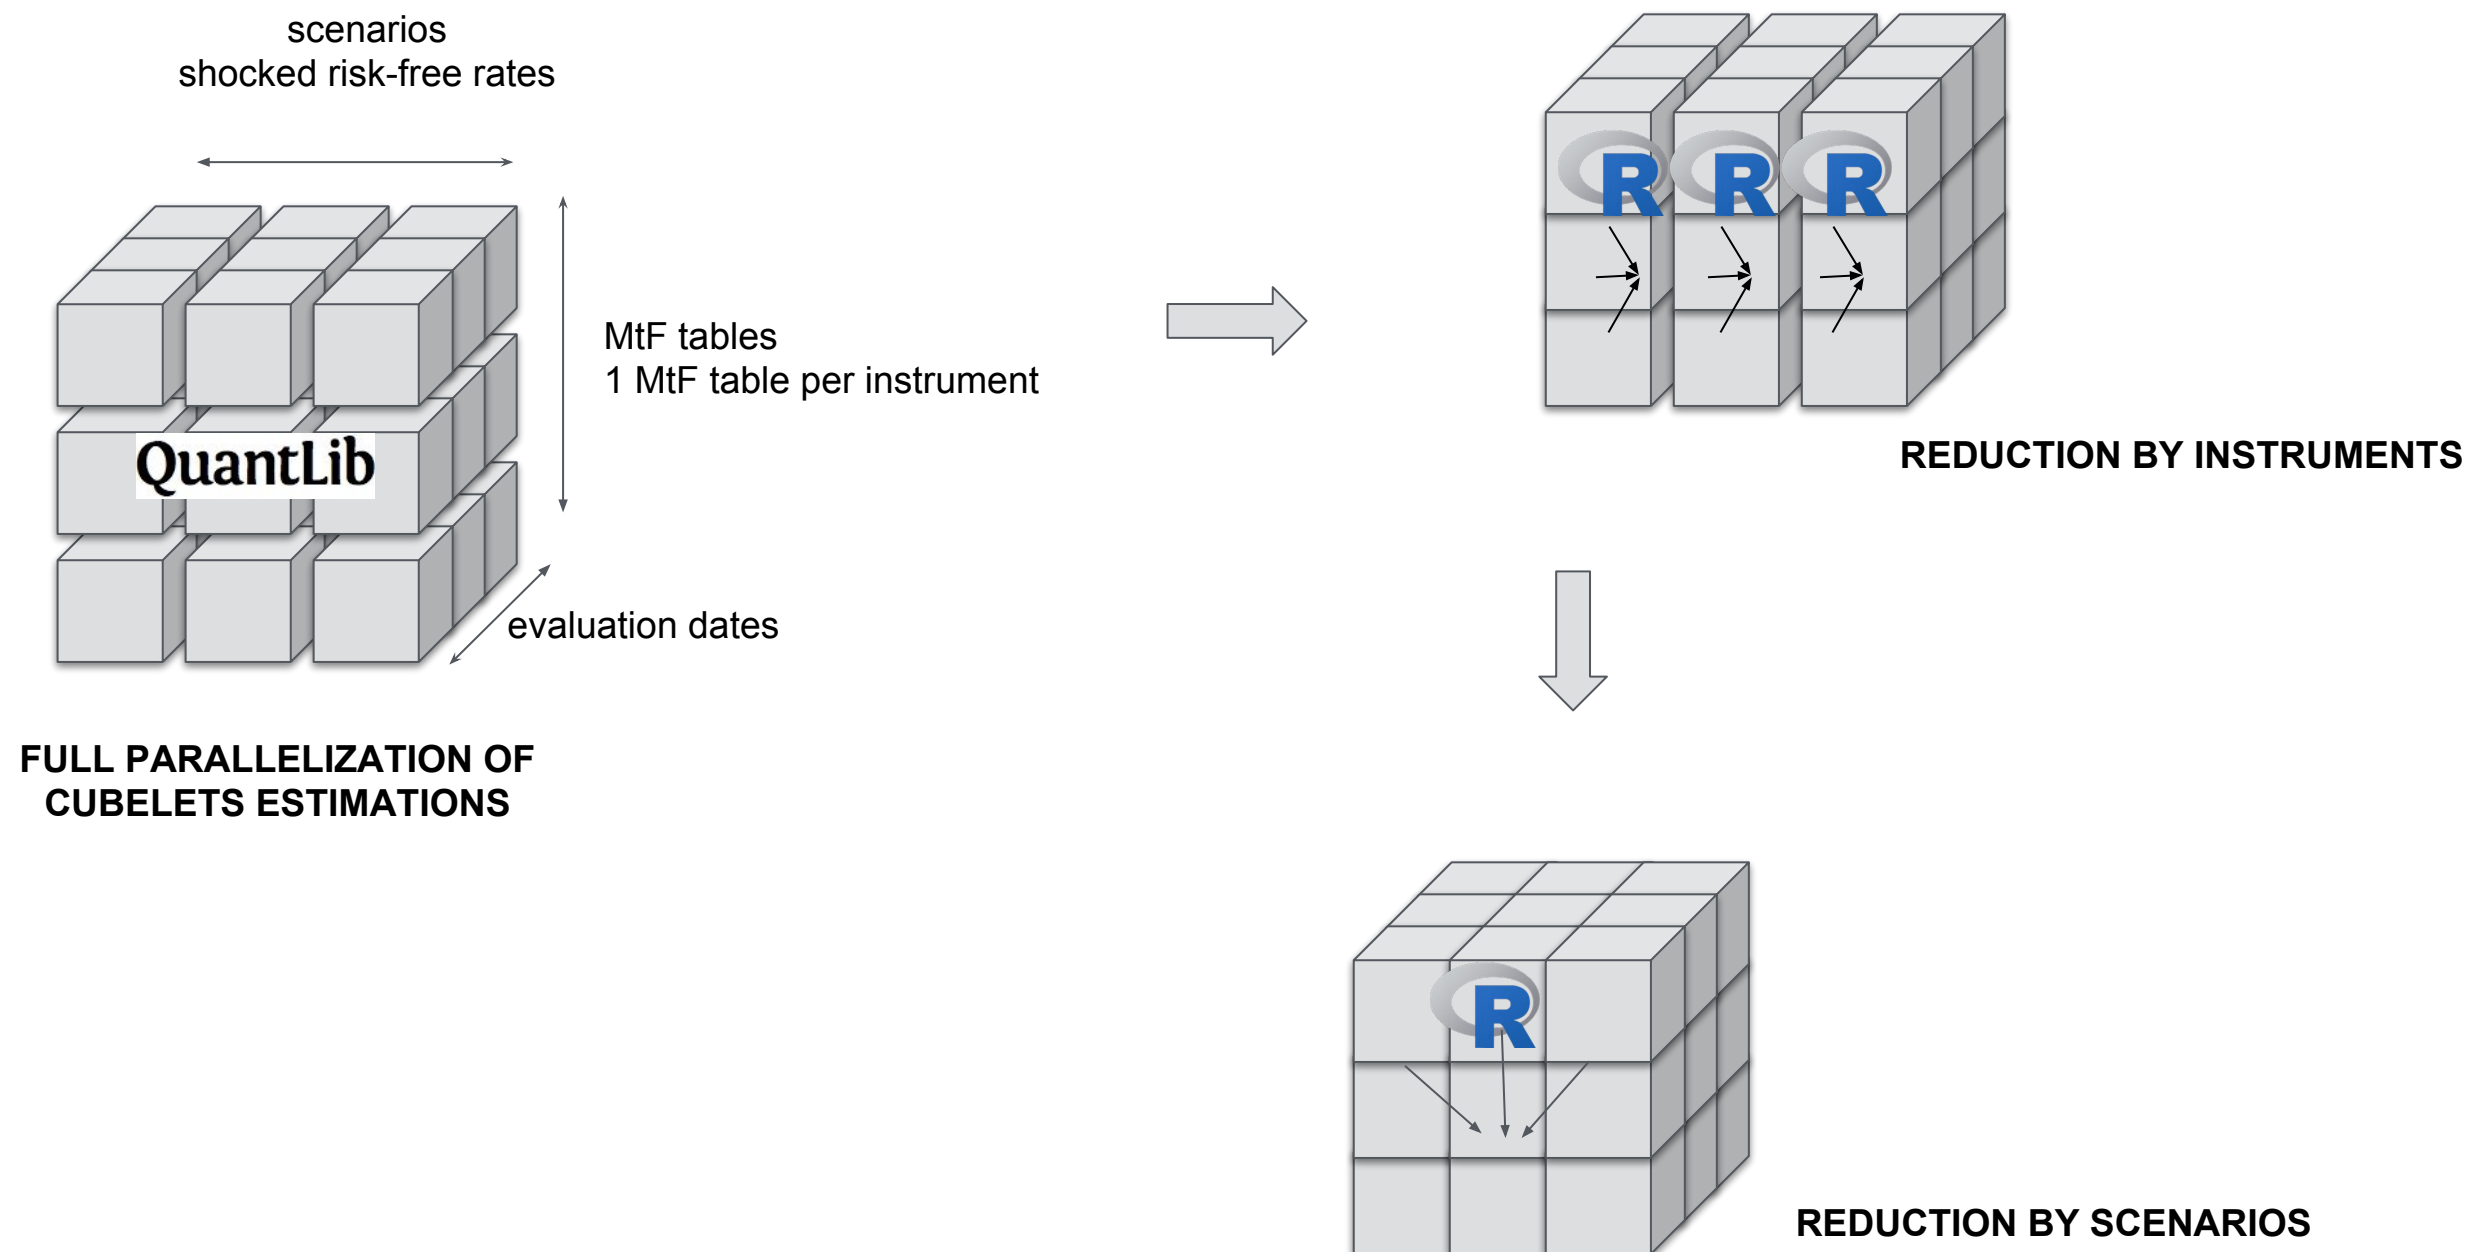 scenarios
shocked risk-free rates
MtF tables
1 MtF table per instrument
QuantLib
evaluation dates
FULL PARALLELIZATION OF
CUBELETS ESTIMATIONS
R R R
REDUCTION BY INSTRUMENTS
R
REDUCTION BY SCENARIOS